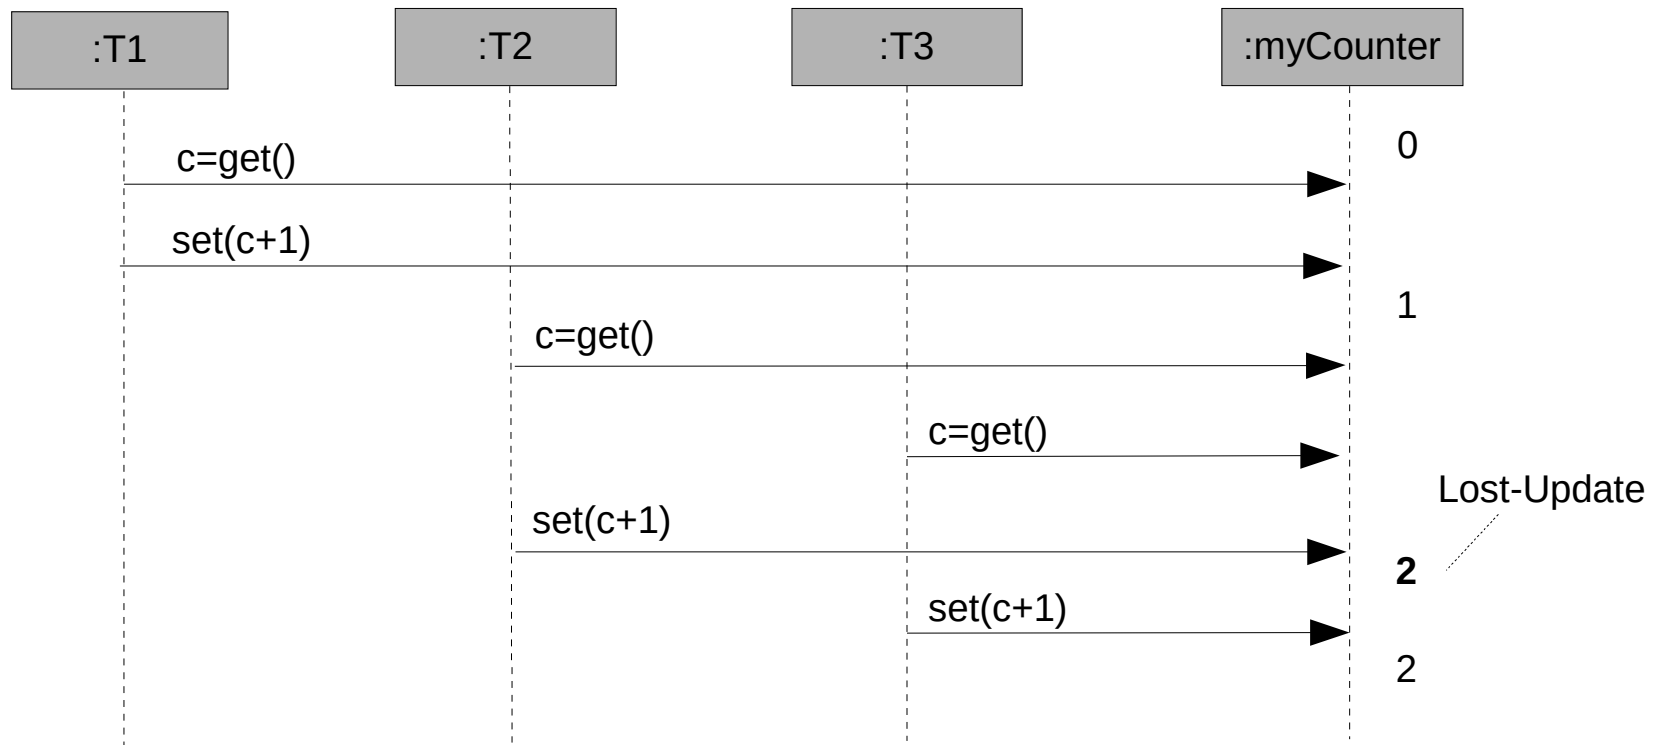 :T1
:T2
:T3
:myCounter
0
c=get()
set(c+1)
1
c=get()
c=get()
Lost-Update
set(c+1)
2
set(c+1)
2